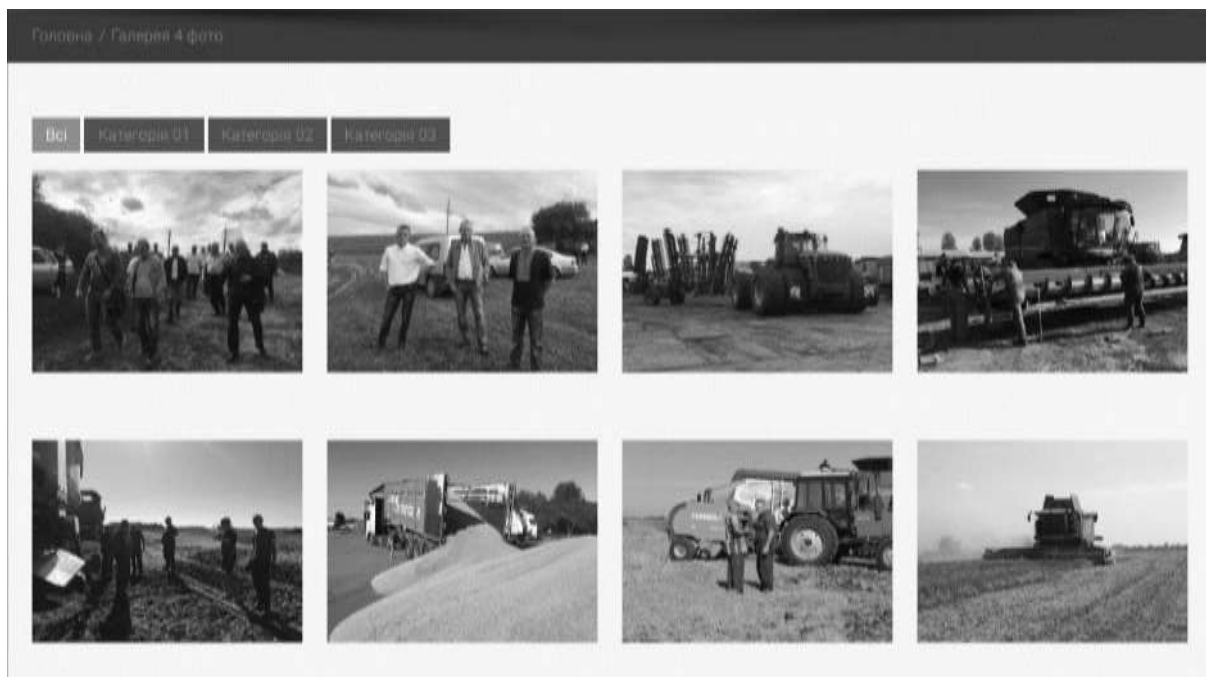 Головна / Галерея 4 фото
Всі
Категорія 01
Категорія 02
Категорія 03